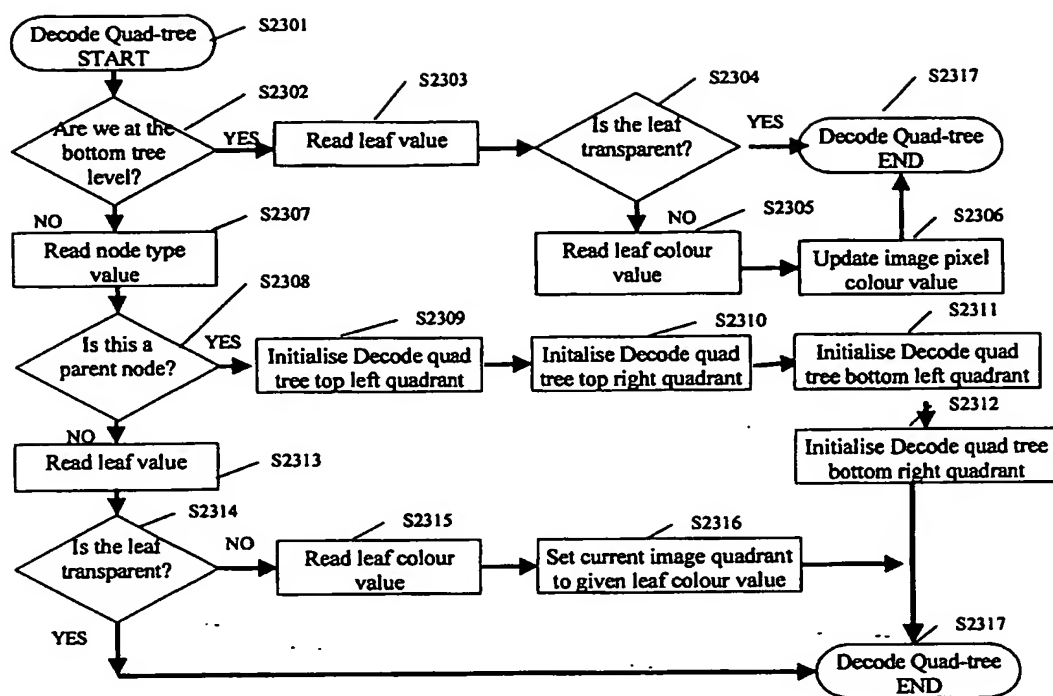 Decode Quad-tree
START
S2301
S2302
Are we at the
bottom tree
level?
YES
S2303
Read leaf value
S2304
Is the leaf
transparent?
YES
S2317
Decode Quad-tree
END
NO
S2305
Read leaf colour
value
S2306
Update image pixel
colour value
NO
S2307
Read node type
value
S2308
Is this a
parent node?
YES
S2309
Initialise Decode quad
tree top left quadrant
S2310
Initalise Decode quad
tree top right quadrant
S2311
Initialise Decode quad
tree bottom left quadrant
S2312
Initialise Decode quad tree
bottom right quadrant
NO
Read leaf value
S2313
S2314
Is the leaf
transparent?
NO
S2315
Read leaf colour
value
S2316
Set current image quadrant
to given leaf colour value
YES
S2317
Decode Quad-tree
END